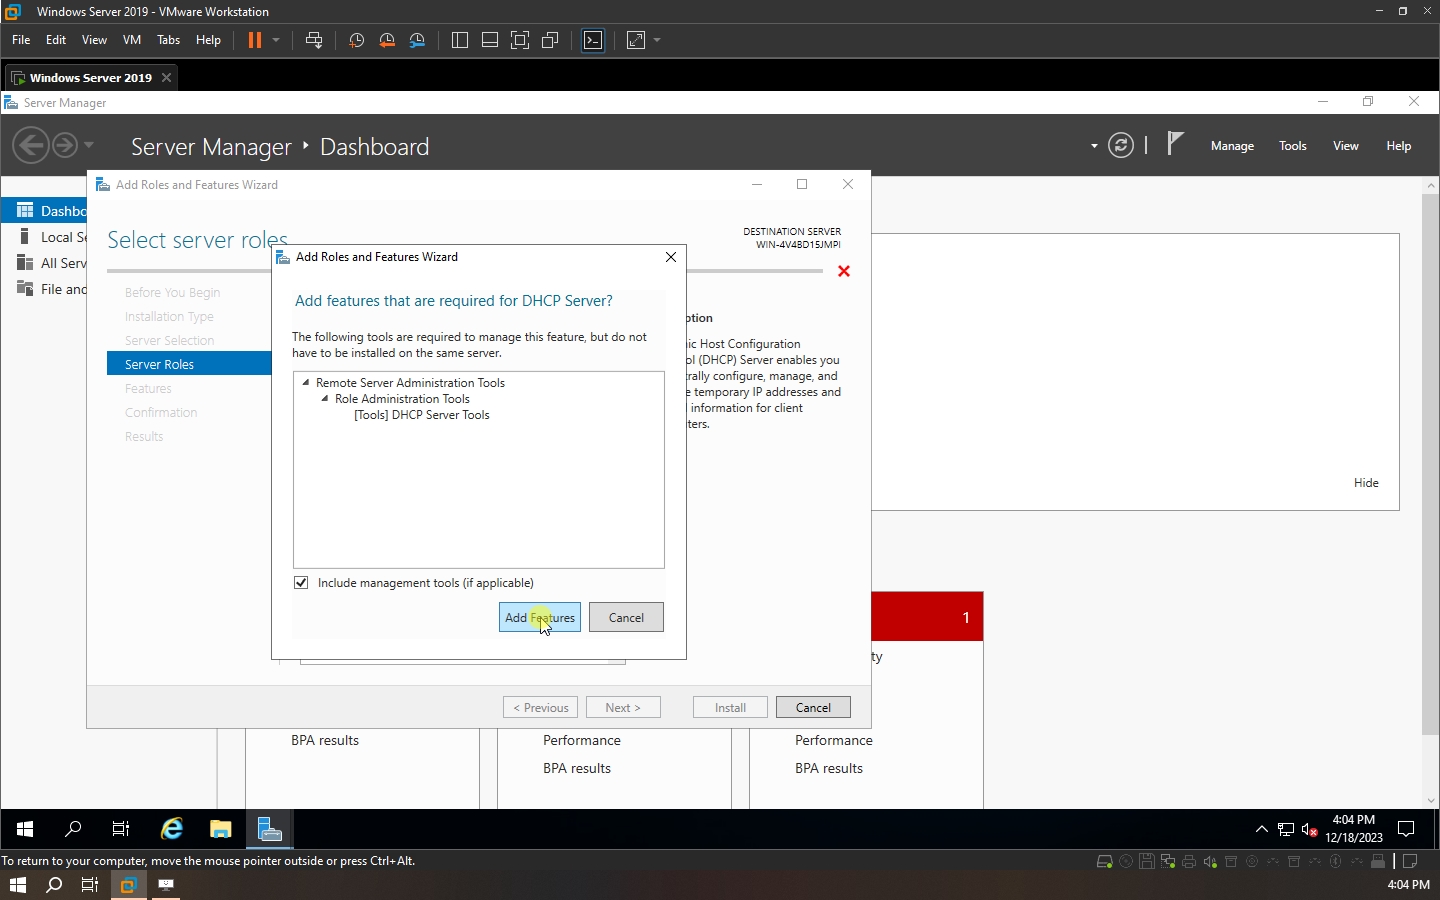 Windows Server 2019 - VMware Workstation
File Edit View VM Tabs Help
Windows Server 2019
Server Manager
Server Manager Dashboard
Manage Tools View Help
Add Roles and Features Wizard
Dashbo
Local Se
All Serv
File and
Select server roles
DESTINATION SERVER
WIN-4V4BD15JMPI
Before You Begin
Installation Type
Server Selection
Server Roles
Features
Confirmation
Results
Add Roles and Features Wizard
Add features that are required for DHCP Server?
The following tools are required to manage this feature, but do not
have to be installed on the same server.
Remote Server Administration Tools
Role Administration Tools
[Tools] DHCP Server Tools
Include management tools (if applicable)
Add Features Cancel
ption
ic Host Configuration
ol (DHCP) Server enables you
rally configure, manage, and
e temporary IP addresses and
information for client
ters.
Hide
1
ty
< Previous Next > Install Cancel
BPA results
Performance
BPA results
Performance
BPA results
4:04 PM
12/18/2023
To return to your computer, move the mouse pointer outside or press Ctrl+Alt.
4:04 PM